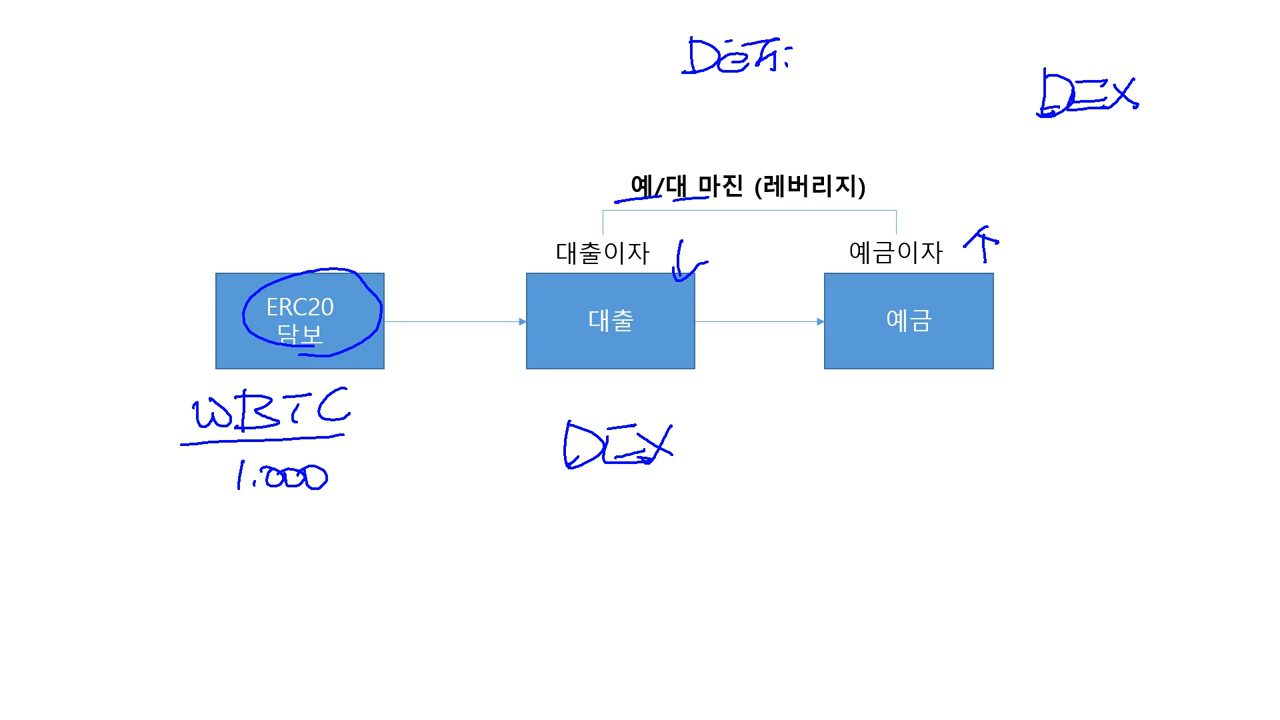 DeFi
DEX
예/대 마진 (레버리지)
대출이자
예금이자
ERC20
담보
대출
예금
WBTC
1.000
DEX